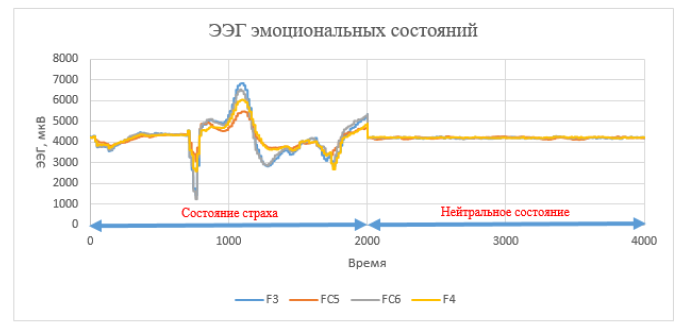 ЭЭГ эмоциональных состояний
ЭЭГ, мкВ
8000
7000
6000
5000
4000
3000
2000
1000
0
Состояние страха
Нейтральное состояние
0 1000 2000 3000 4000
Время
F3 FC5 FC6 F4